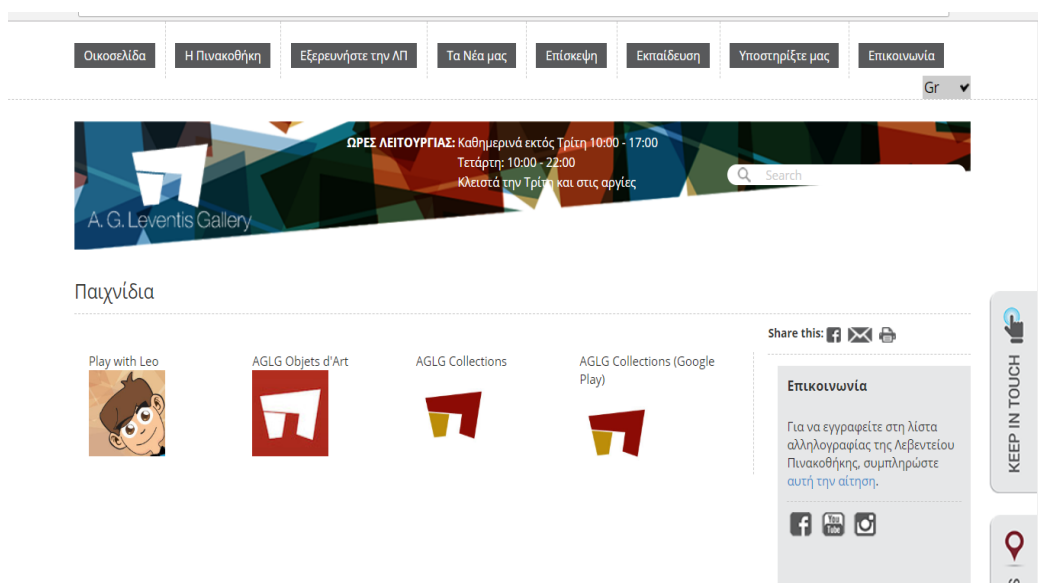 Οικοσελίδα Η Πινακοθήκη Εξερευνήστε την ΛΠ Τα Νέα μας Επίσκεψη Εκπαίδευση Υποστηρίξτε μας Επικοινωνία
Gr
ΩΡΕΣ ΛΕΙΤΟΥΡΓΙΑΣ: Καθημερινά εκτός Τρίτη 10:00 - 17:00
Τετάρτη: 10:00 - 22:00
Κλειστά την Τρίτη και στις αργίες
Search
A. G. Leventis Gallery
Παιχνίδια
Share this:
Play with Leo
AGLG Objets d'Art
AGLG Collections
AGLG Collections (Google
Play)
Επικοινωνία
Για να εγγραφείτε στη λίστα
αλληλογραφίας της Λεβεντείου
Πινακοθήκης, συμπληρώστε
αυτή την αίτηση.
You
Tube
KEEP IN TOUCH